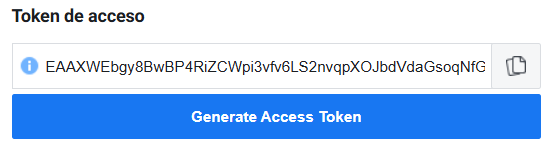 Token de acceso
EAAXWEbgy8BwBP4RiZCWpi3vfv6LS2nvqpXOJbdVdaGsoqNfG
Generate Access Token